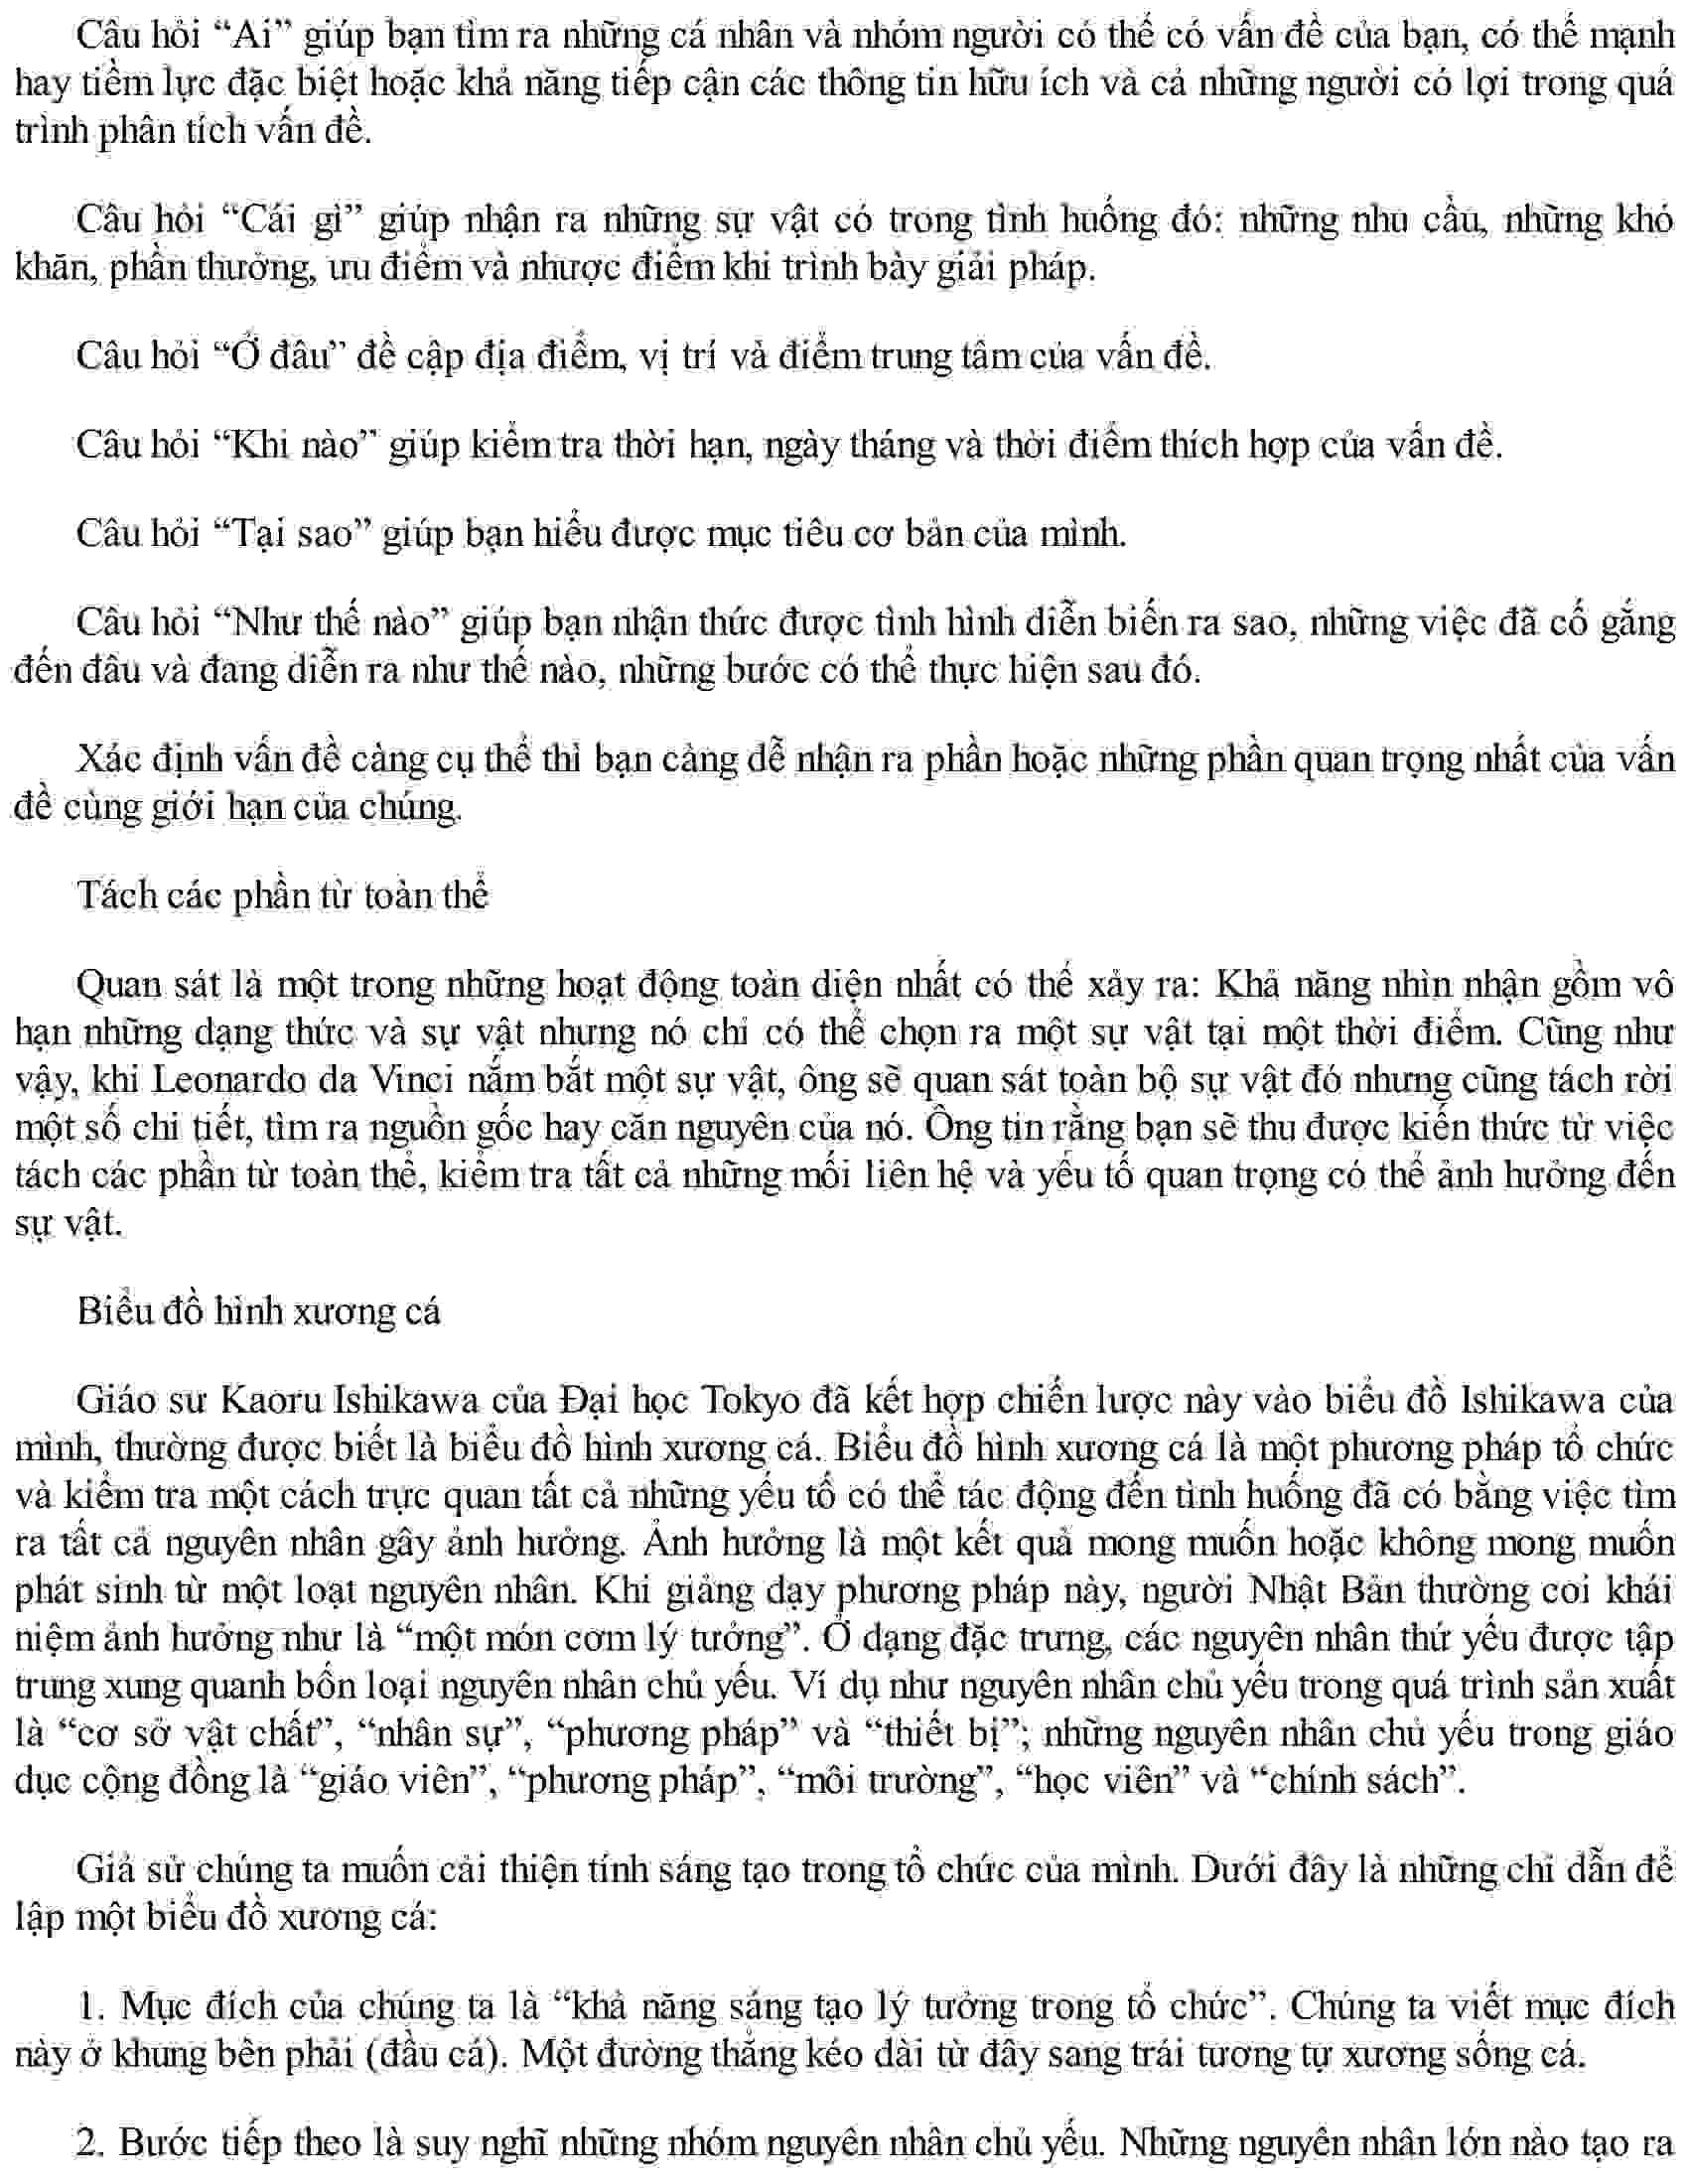 Câu hỏi “Ai” giúp bạn tìm ra những cá nhân và nhóm người có thể có vấn đề của bạn, có thế mạnh
hay tiềm lực đặc biệt hoặc khả năng tiếp cận các thông tin hữu ích và cả những người có lợi trong quá
trình phân tích vấn đề.
Câu hỏi “Cái gì” giúp nhận ra những sự vật có trong tình huống đó: những nhu cầu, những khó
khăn, phần thưởng, ưu điểm và nhược điểm khi trình bày giải pháp.
Câu hỏi “Ở đâu” đề cập địa điểm, vị trí và điểm trung tâm của vấn đề.
Câu hỏi “Khi nào” giúp kiểm tra thời hạn, ngày tháng và thời điểm thích hợp của vấn đề.
Câu hỏi “Tại sao” giúp bạn hiểu được mục tiêu cơ bản của mình.
Câu hỏi “Như thế nào” giúp bạn nhận thức được tình hình diễn biến ra sao, những việc đã cố gắng
đến đâu và đang diễn ra như thế nào, những bước có thể thực hiện sau đó.
Xác định vấn đề càng cụ thể thì bạn càng dễ nhận ra phần hoặc những phần quan trọng nhất của vấn
đề cùng giới hạn của chúng.
Tách các phần từ toàn thể
Quan sát là một trong những hoạt động toàn diện nhất có thể xảy ra: Khả năng nhìn nhận gồm vô
hạn những dạng thức và sự vật nhưng nó chỉ có thể chọn ra một sự vật tại một thời điểm. Cũng như
vậy, khi Leonardo da Vinci nắm bắt một sự vật, ông sẽ quan sát toàn bộ sự vật đó nhưng cũng tách rời
một số chi tiết, tìm ra nguồn gốc hay căn nguyên của nó. Ông tin rằng bạn sẽ thu được kiến thức từ việc
tách các phần từ toàn thể, kiểm tra tất cả những mối liên hệ và yếu tố quan trọng có thể ảnh hưởng đến
sự vật.
Biểu đồ hình xương cá
Giáo sư Kaoru Ishikawa của Đại học Tokyo đã kết hợp chiến lược này vào biểu đồ Ishikawa của
mình, thường được biết là biểu đồ hình xương cá. Biểu đồ hình xương cá là một phương pháp tổ chức
và kiểm tra một cách trực quan tất cả những yếu tố có thể tác động đến tình huống đã có bằng việc tìm
ra tất cả nguyên nhân gây ảnh hưởng. Ảnh hưởng là một kết quả mong muốn hoặc không mong muốn
phát sinh từ một loạt nguyên nhân. Khi giảng dạy phương pháp này, người Nhật Bản thường coi khái
niệm ảnh hưởng như là “một món cơm lý tưởng”. Ở dạng đặc trưng, các nguyên nhân thứ yếu được tập
trung xung quanh bốn loại nguyên nhân chủ yếu. Ví dụ như nguyên nhân chủ yếu trong quá trình sản xuất
là “cơ sở vật chất”, “nhân sự”, “phương pháp” và “thiết bị”; những nguyên nhân chủ yếu trong giáo
dục cộng đồng là “giáo viên”, “phương pháp”, “môi trường”, “học viên” và “chính sách”.
Giả sử chúng ta muốn cải thiện tính sáng tạo trong tổ chức của mình. Dưới đây là những chỉ dẫn để
lập một biểu đồ xương cá:
1. Mục đích của chúng ta là “khả năng sáng tạo lý tưởng trong tổ chức”. Chúng ta viết mục đích
này ở khung bên phải (đầu cá). Một đường thẳng kéo dài từ đây sang trái tương tự xương sống cá.
2. Bước tiếp theo là suy nghĩ những nhóm nguyên nhân chủ yếu. Những nguyên nhân lớn nào tạo ra